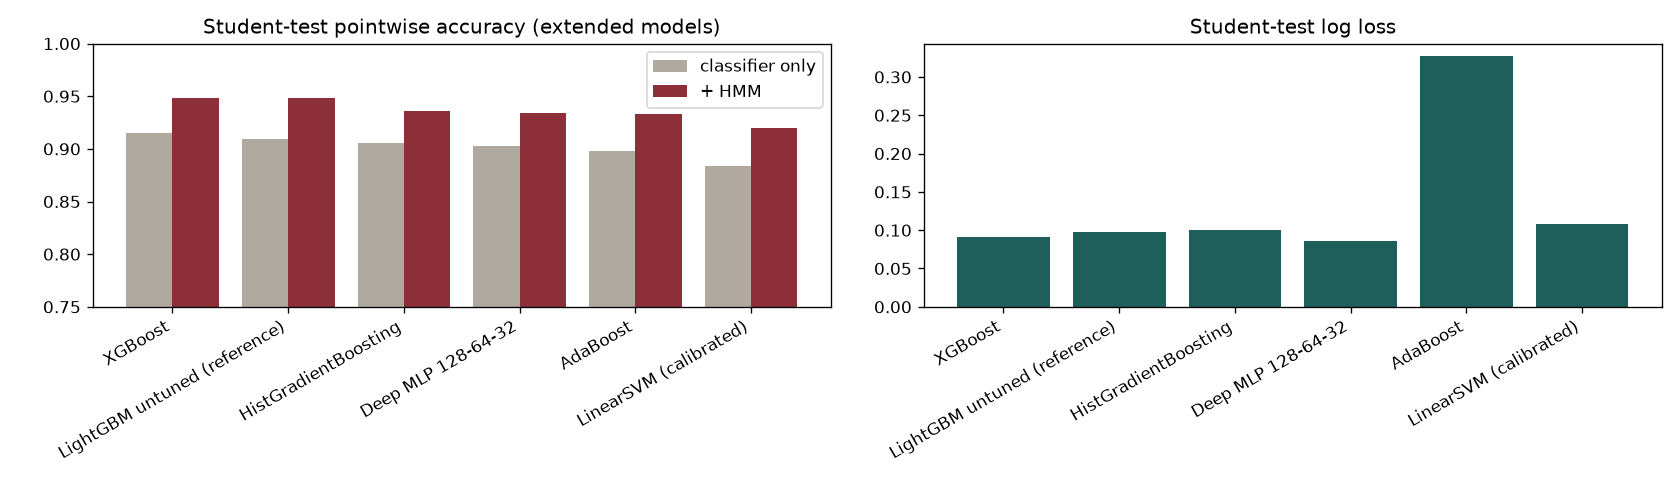 Student-test pointwise accuracy (extended models)
1.00
0.95
0.90
0.85
0.80
0.75
classifier only
+ HMM
XGBoost
LightGBM untuned (reference)
HistGradientBoosting
Deep MLP 128-64-32
AdaBoost
LinearSVM (calibrated)
Student-test log loss
0.30
0.25
0.20
0.15
0.10
0.05
0.00
XGBoost
LightGBM untuned (reference)
HistGradientBoosting
Deep MLP 128-64-32
AdaBoost
LinearSVM (calibrated)